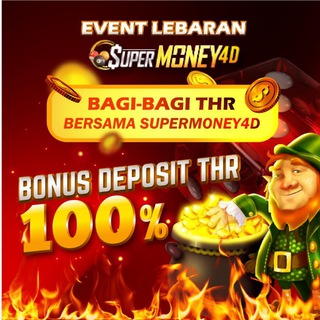 EVENT LEBARAN
SUPERMONEY4D
BAGI-BAGI THR
BERSAMA SUPERMONEY4D
BONUS DEPOSIT THR
100%